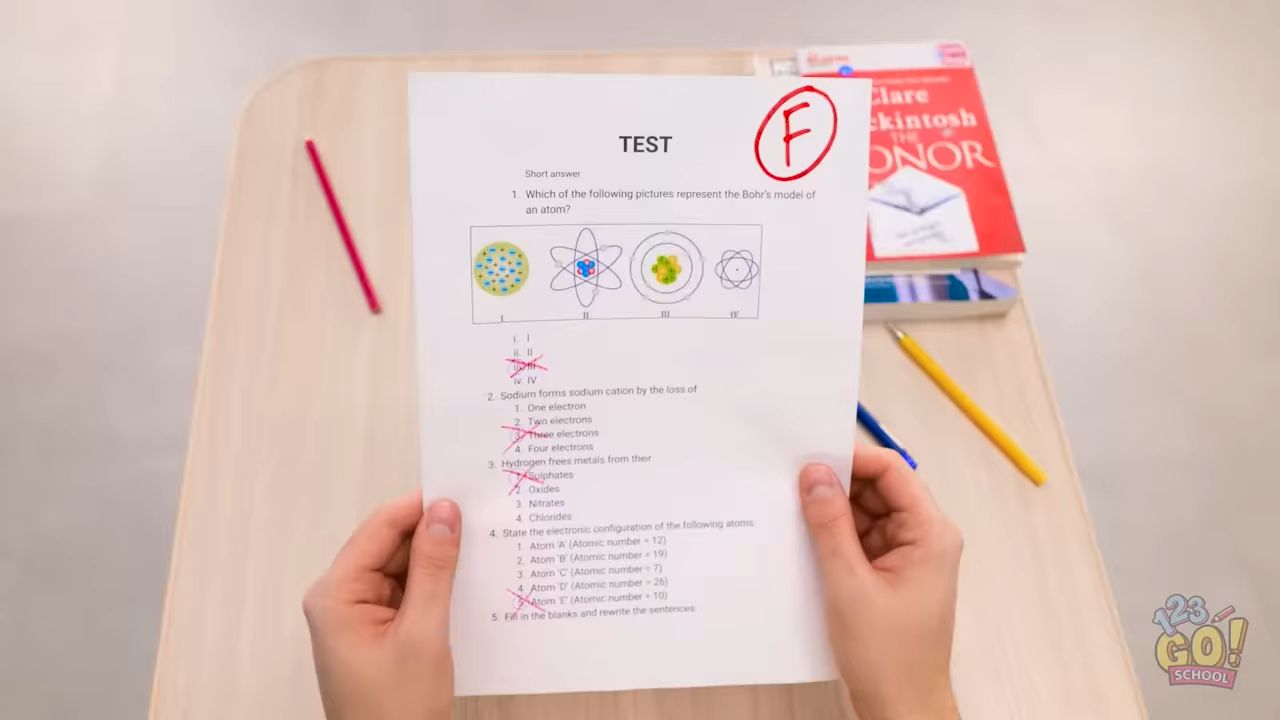 F
TEST
Short answer
1. Which of the following pictures represent the Bohr's model of
an atom?
I II III IV
i. I
ii. II
iii. III
iv. IV
2. Sodium forms sodium cation by the loss of
1. One electron
2. Two electrons
3. Three electrons
4. Four electrons
3. Hydrogen frees metals from their
1. Sulphates
2. Oxides
3. Nitrates
4. Chlorides
4. State the electronic configuration of the following atoms:
1. Atom 'A' (Atomic number = 12)
2. Atom 'B' (Atomic number = 19)
3. Atom 'C' (Atomic number = 7)
4. Atom 'D' (Atomic number = 26)
5. Atom 'E' (Atomic number = 10)
5. Fill in the blanks and rewrite the sentences:
Clare
ckintosh
THE
ONOR
123
GO!
SCHOOL